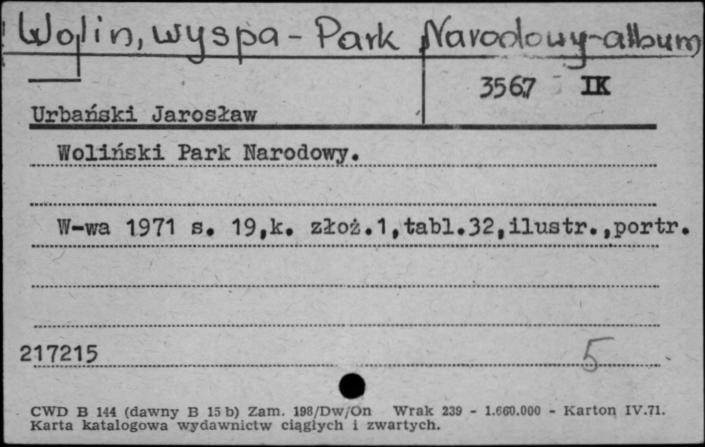 Wolin, wyspa - Park Narodowy-album
3567 IK
Urbański Jarosław
Woliński Park Narodowy.
W-wa 1971 s. 19,k. złoż.1,tabl.32,ilustr.,portr.
217215 5
CWD B 144 (dawny B 15 b) Zam. 198/Dw/On Wrak 239 - 1.660.000 - Karton IV.71.
Karta katalogowa wydawnictw ciągłych i zwartych.